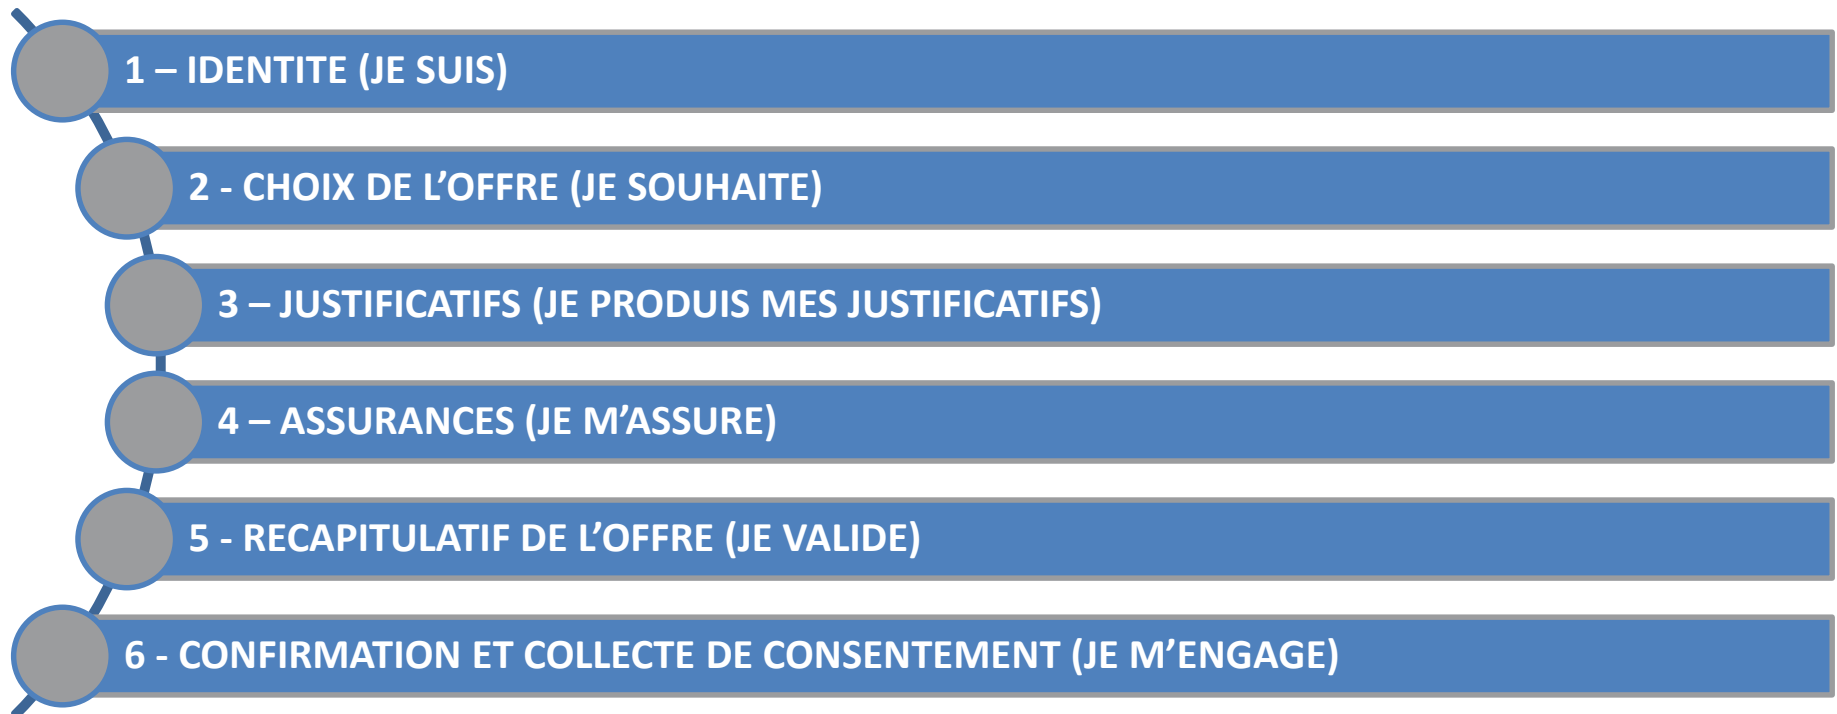 1 – IDENTITE (JE SUIS)
2 - CHOIX DE L’OFFRE (JE SOUHAITE)
3 – JUSTIFICATIFS (JE PRODUIS MES JUSTIFICATIFS)
4 – ASSURANCES (JE M’ASSURE)
5 - RECAPITULATIF DE L’OFFRE (JE VALIDE)
6 - CONFIRMATION ET COLLECTE DE CONSENTEMENT (JE M’ENGAGE)